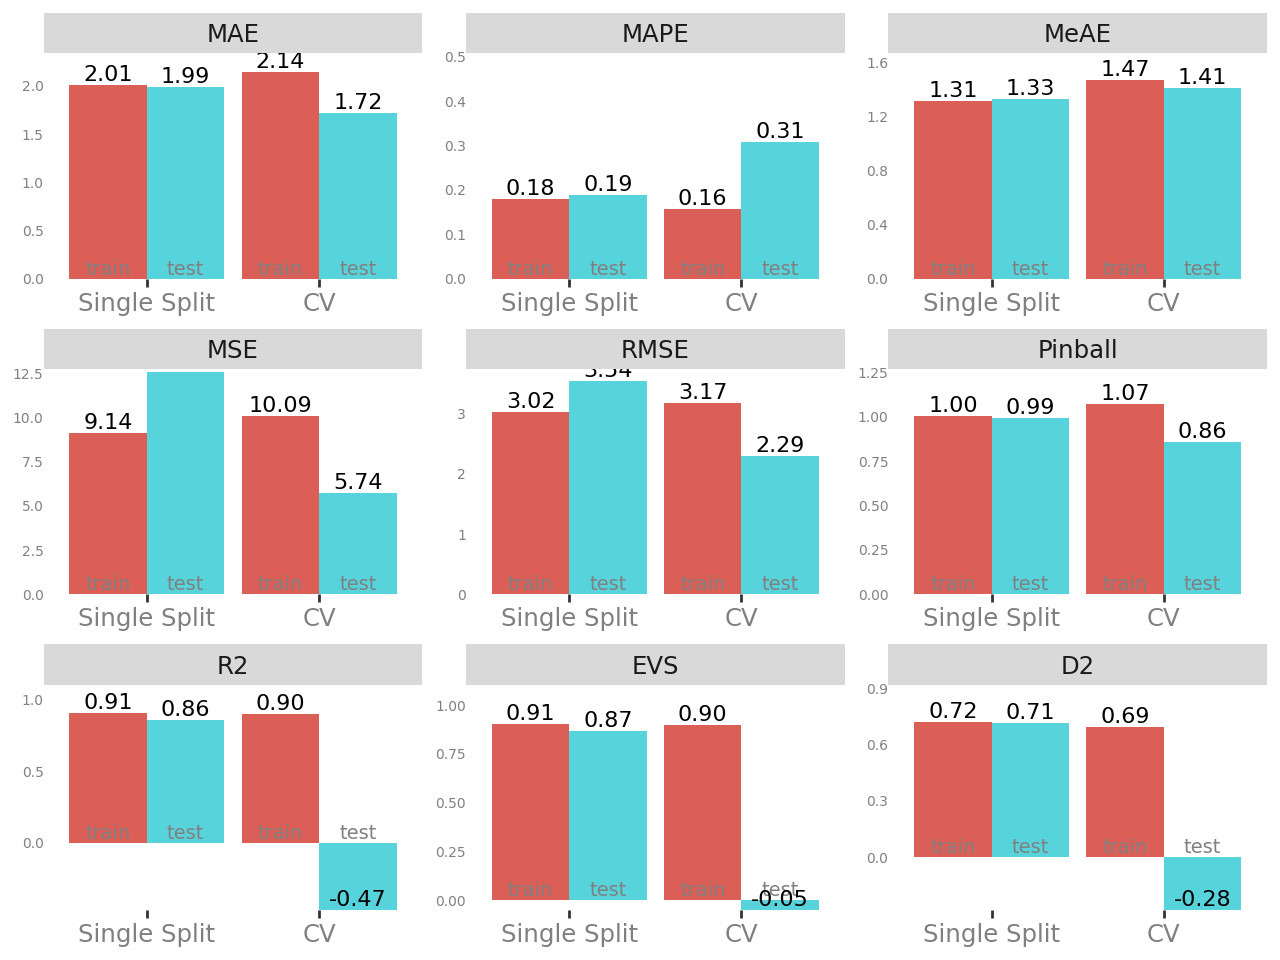 MAE
2.0
1.5
1.0
0.5
0.0
2.01
1.99
2.14
1.72
train
test
train
test
Single Split
CV
MAPE
0.5
0.4
0.3
0.2
0.1
0.0
0.18
0.19
0.16
0.31
train
test
train
test
Single Split
CV
MeAE
1.6
1.2
0.8
0.4
0.0
1.31
1.33
1.47
1.41
train
test
train
test
Single Split
CV
MSE
12.5
10.0
7.5
5.0
2.5
0.0
9.14
10.09
5.74
train
test
train
test
Single Split
CV
RMSE
3
2
1
0
3.02
3.54
3.17
2.29
train
test
train
test
Single Split
CV
Pinball
1.25
1.00
0.75
0.50
0.25
0.00
1.00
0.99
1.07
0.86
train
test
train
test
Single Split
CV
R2
1.0
0.5
0.0
0.91
0.86
0.90
-0.47
train
test
train
test
Single Split
CV
EVS
1.00
0.75
0.50
0.25
0.00
0.91
0.87
0.90
-0.05
train
test
train
test
Single Split
CV
D2
0.9
0.6
0.3
0.0
0.72
0.71
0.69
-0.28
train
test
train
test
Single Split
CV